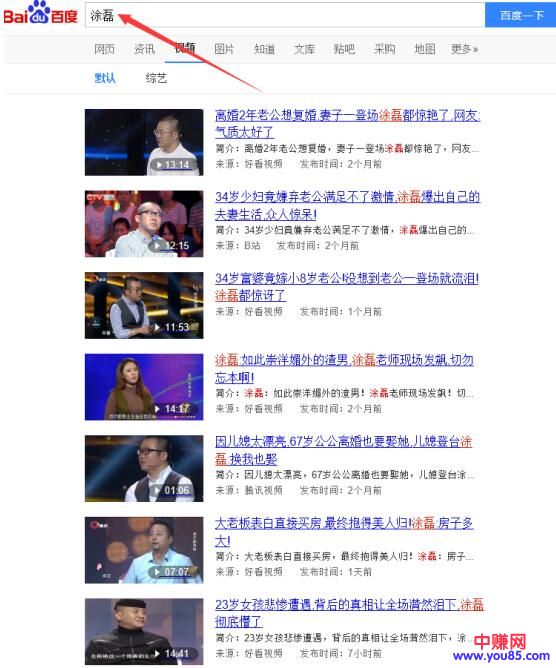 Bai du 百度
涂磊
百度一下
网页 资讯 视频 图片 知道 文库 贴吧 采购 地图 更多»
默认 综艺
离婚2年老公想复婚,妻子一登场涂磊都惊艳了,网友:
气质太好了
简介：离婚2年老公想复婚，妻子一登场涂磊都惊艳了，网友...
来源：好看视频 发布时间：2个月前
13:14
34岁少妇竟嫌弃老公满足不了激情,涂磊爆出自己的
夫妻生活,众人惊呆!
简介：34岁少妇竟嫌弃老公满足不了激情，涂磊爆出自己的...
来源：B站 发布时间：2个月前
12:15
34岁富婆竟嫁小8岁老公!没想到老公一登场就流泪!
涂磊都惊讶了
来源：好看视频 发布时间：1个月前
11:53
涂磊:如此崇洋媚外的渣男,涂磊老师现场发飙,切勿
忘本啊!
简介：涂磊：如此崇洋媚外的渣男！涂磊老师现场发飙！切...
来源：好看视频 发布时间：2个月前
14:17
因儿媳太漂亮,67岁公公离婚也要娶她,儿媳登台涂
磊:换我也娶
简介：因儿媳太漂亮，67岁公公离婚也要娶她，儿媳登台涂...
来源：腾讯视频 发布时间：2个月前
01:06
大老板表白直接买房,最终抱得美人归!涂磊:房子多
大!
简介：大老板表白直接买房，最终抱得美人归！涂磊：房子...
来源：好看视频 发布时间：1天前
07:07
23岁女孩悲惨遭遇,背后的真相让全场潸然泪下,涂磊
彻底懵了
简介：23岁女孩悲惨遭遇，背后的真相让全场潸然泪下，涂...
来源：好看视频 发布时间：7小时前
14:41
中赚网
www.you85.com